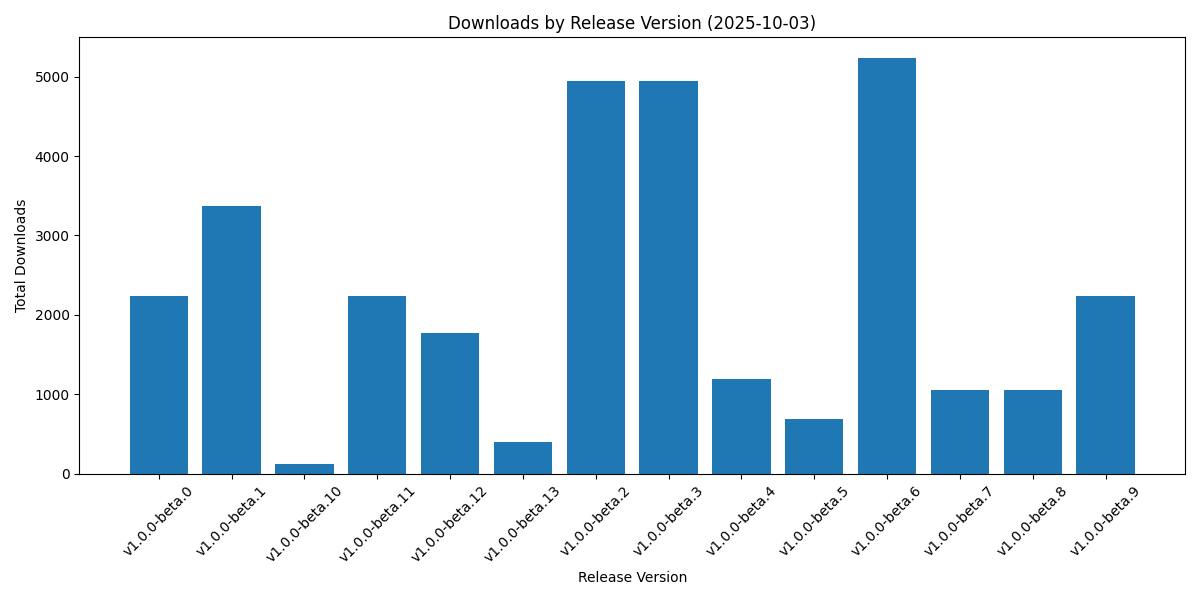 Downloads by Release Version (2025-10-03)
Total Downloads
5000
4000
3000
2000
1000
0
v1.0.0-beta.0
v1.0.0-beta.1
v1.0.0-beta.10
v1.0.0-beta.11
v1.0.0-beta.12
v1.0.0-beta.13
v1.0.0-beta.2
v1.0.0-beta.3
v1.0.0-beta.4
v1.0.0-beta.5
v1.0.0-beta.6
v1.0.0-beta.7
v1.0.0-beta.8
v1.0.0-beta.9
Release Version